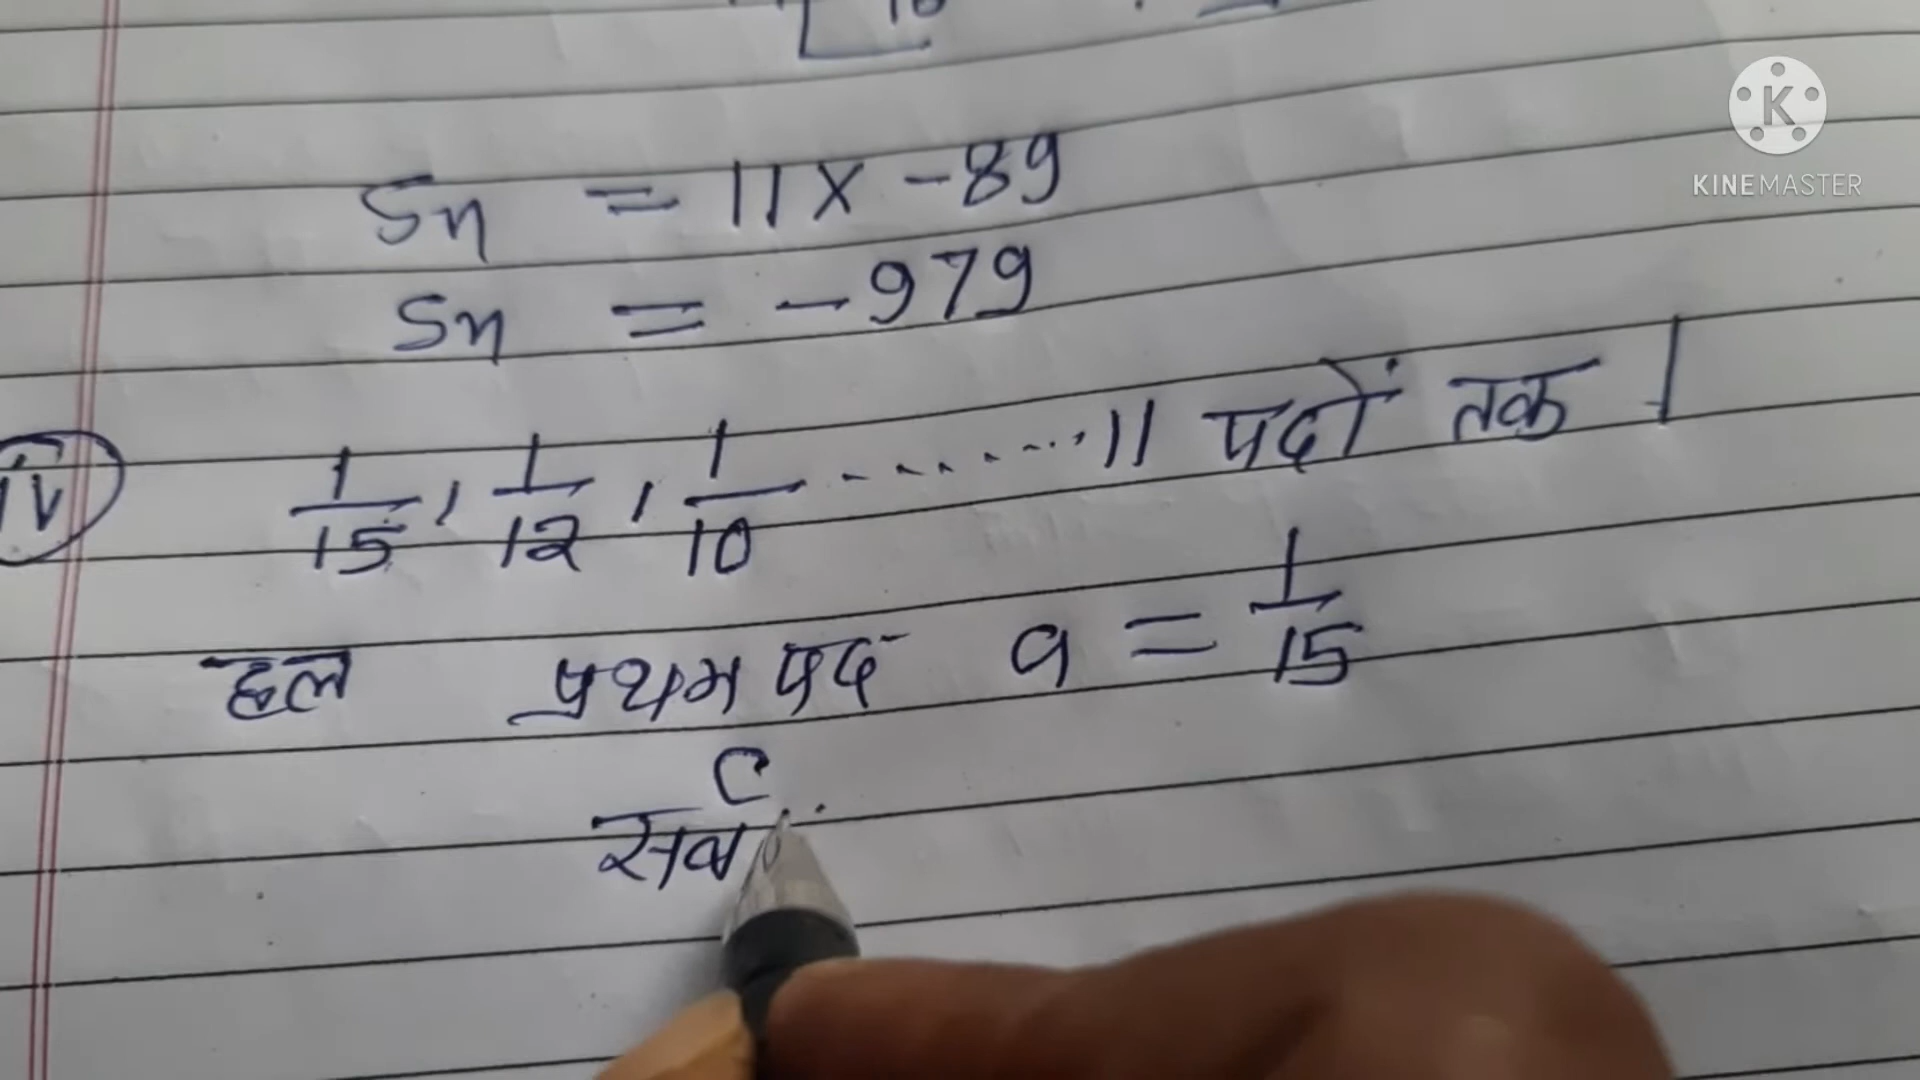 Sn = 11 x -89
Sn = -979
KINEMASTER
iv 1/15, 1/12, 1/10 ........ 11 पदों तक |
हल प्रथम पद a = 1/15